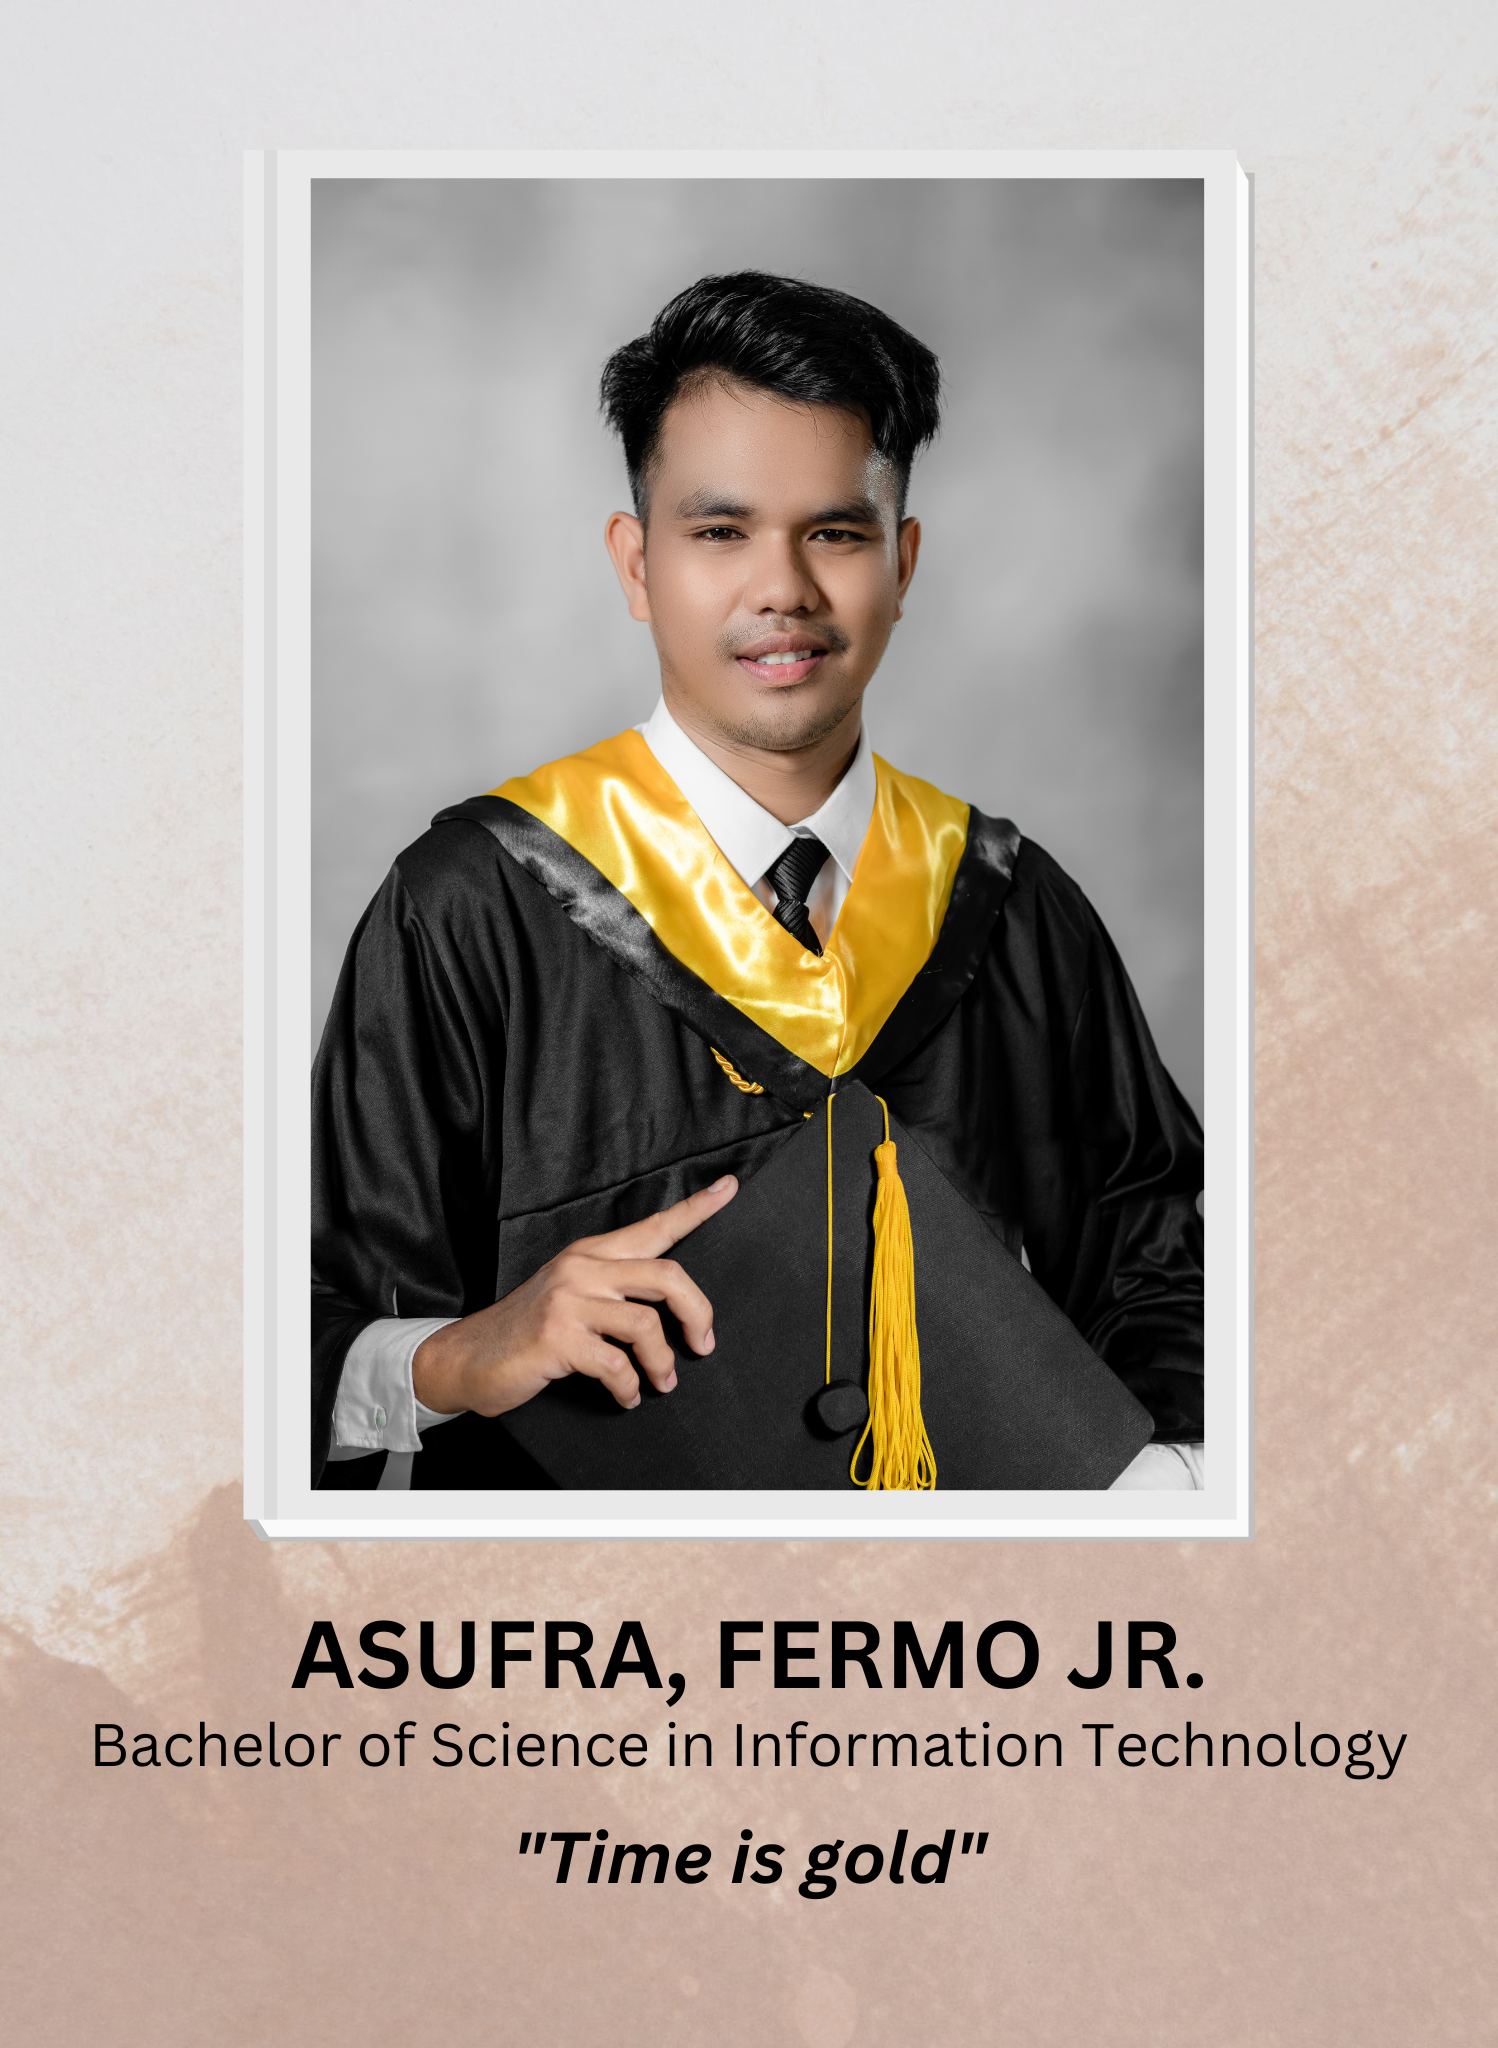 ASUFRA, FERMO JR.
Bachelor of Science in Information Technology
"Time is gold"